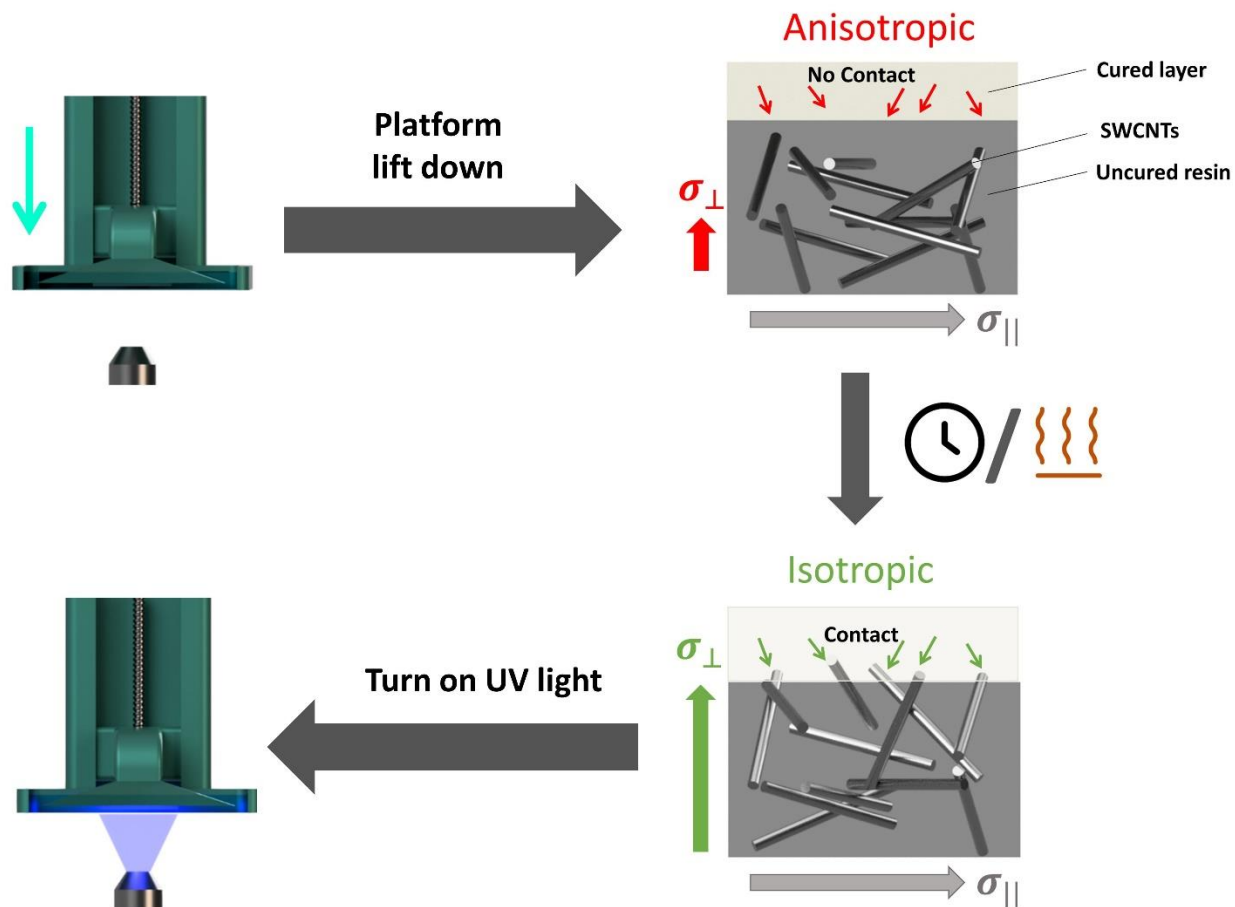 Anisotropic
No Contact
Cured layer
Platform
lift down
SWCNTs
Uncured resin
σ⊥
σ||
Isotropic
Contact
σ⊥
Turn on UV light
σ||